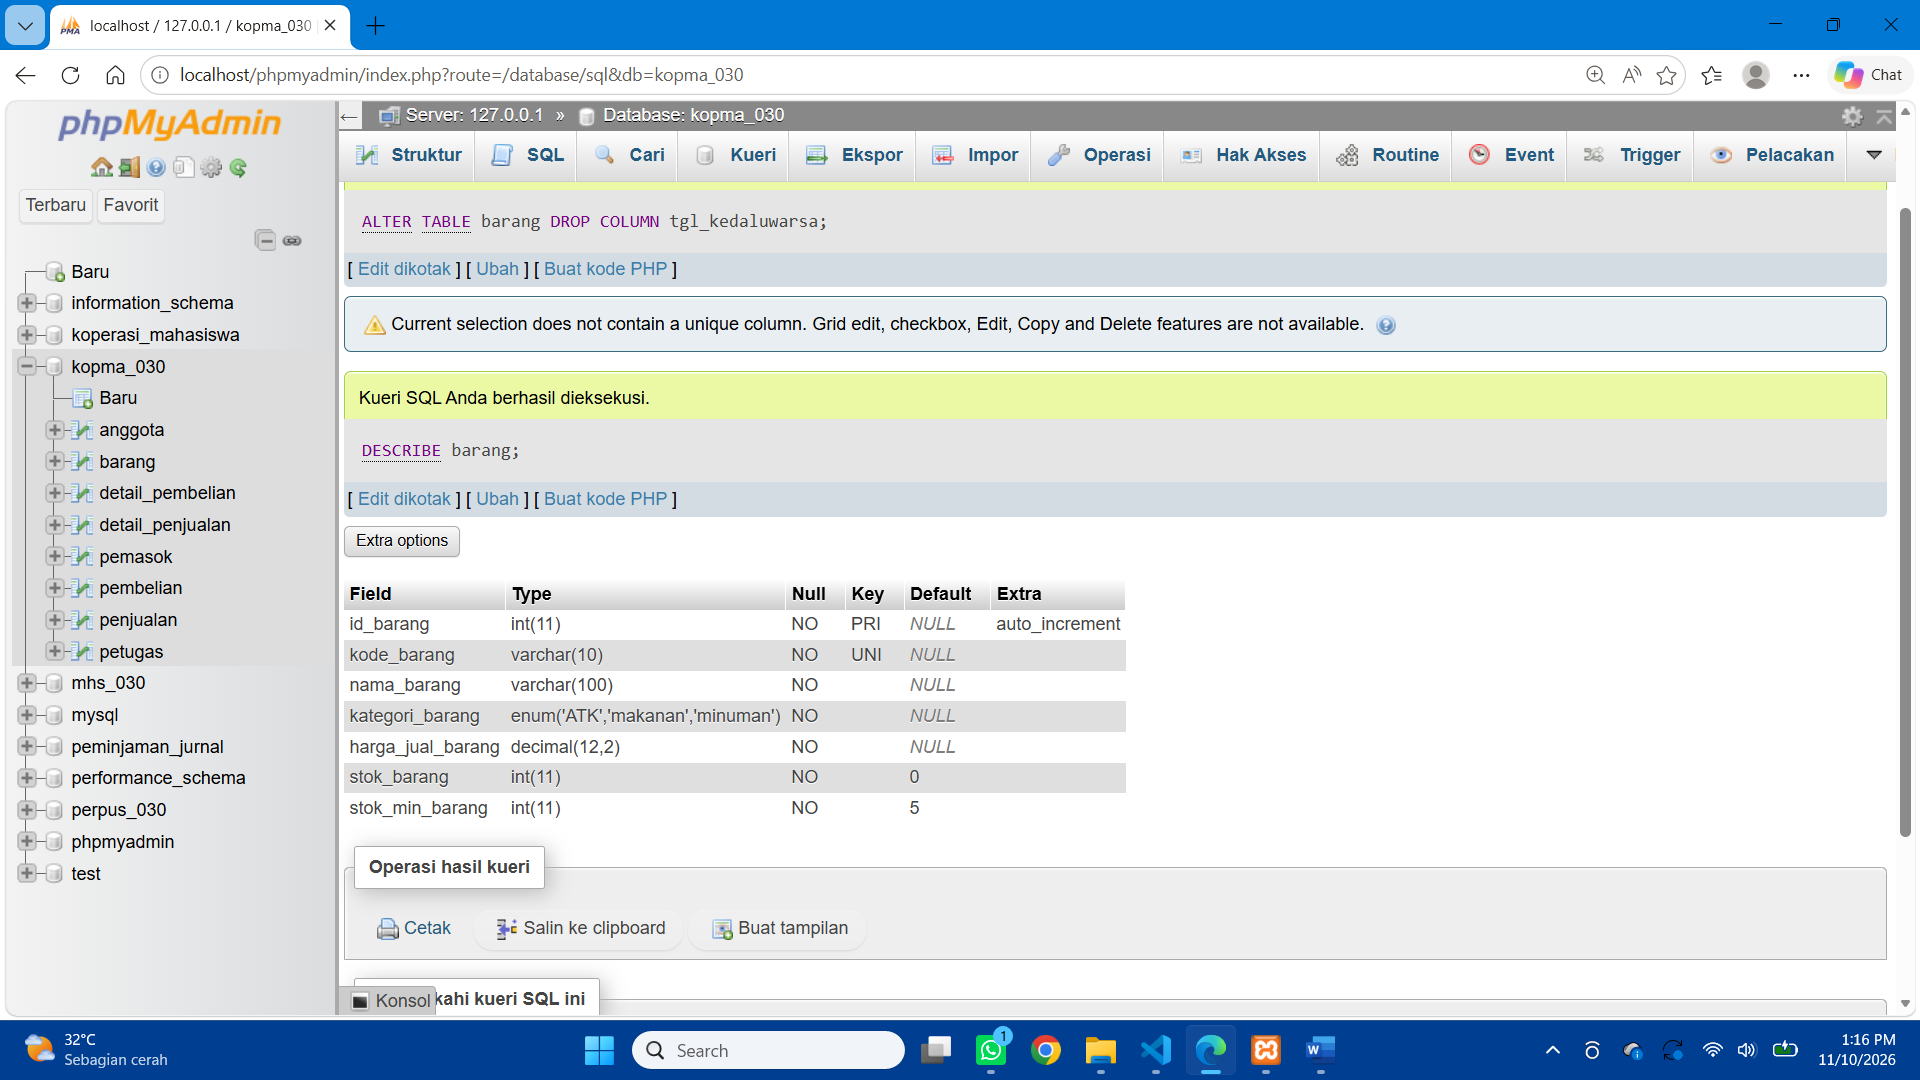 localhost / 127.0.0.1 / kopma_030
localhost/phpmyadmin/index.php?route=/database/sql&db=kopma_030
Chat
phpMyAdmin
Terbaru
Favorit
Baru
information_schema
koperasi_mahasiswa
kopma_030
Baru
anggota
barang
detail_pembelian
detail_penjualan
pemasok
pembelian
penjualan
petugas
mhs_030
mysql
peminjaman_jurnal
performance_schema
perpus_030
phpmyadmin
test
Server: 127.0.0.1 » Database: kopma_030
Struktur SQL Cari Kueri Ekspor Impor Operasi Hak Akses Routine Event Trigger Pelacakan
ALTER TABLE barang DROP COLUMN tgl_kedaluwarsa;
[ Edit dikotak ] [ Ubah ] [ Buat kode PHP ]
Current selection does not contain a unique column. Grid edit, checkbox, Edit, Copy and Delete features are not available.
Kueri SQL Anda berhasil dieksekusi.
DESCRIBE barang;
[ Edit dikotak ] [ Ubah ] [ Buat kode PHP ]
Extra options
Field Type Null Key Default Extra
id_barang int(11) NO PRI NULL auto_increment
kode_barang varchar(10) NO UNI NULL
nama_barang varchar(100) NO NULL
kategori_barang enum('ATK','makanan','minuman') NO NULL
harga_jual_barang decimal(12,2) NO NULL
stok_barang int(11) NO 0
stok_min_barang int(11) NO 5
Operasi hasil kueri
Cetak Salin ke clipboard Buat tampilan
Konsol
kahi kueri SQL ini
32°C
Sebagian cerah
Search
1
1:16 PM
11/10/2026